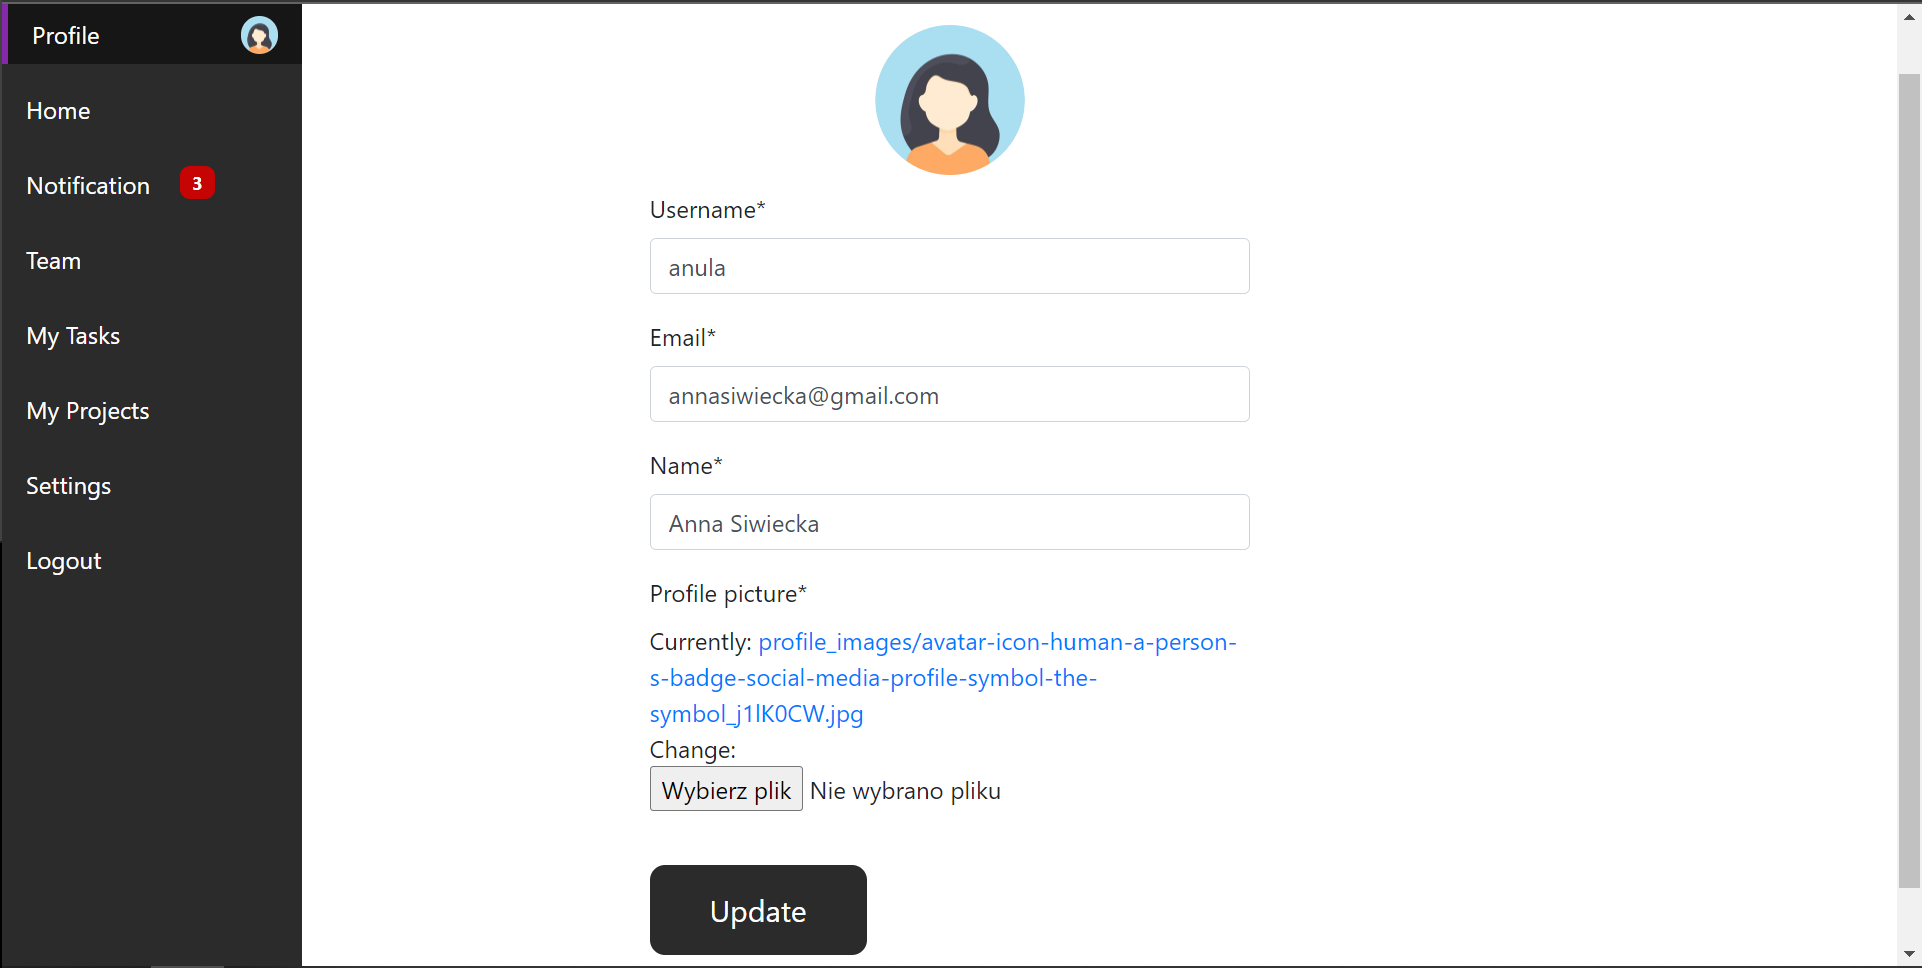 Profile
Home
Notification 3
Team
My Tasks
My Projects
Settings
Logout
Username*
anula
Email*
annasiwiecka@gmail.com
Name*
Anna Siwiecka
Profile picture*
Currently: profile_images/avatar-icon-human-a-person-
s-badge-social-media-profile-symbol-the-
symbol_j1lK0CW.jpg
Change:
Wybierz plik Nie wybrano pliku
Update